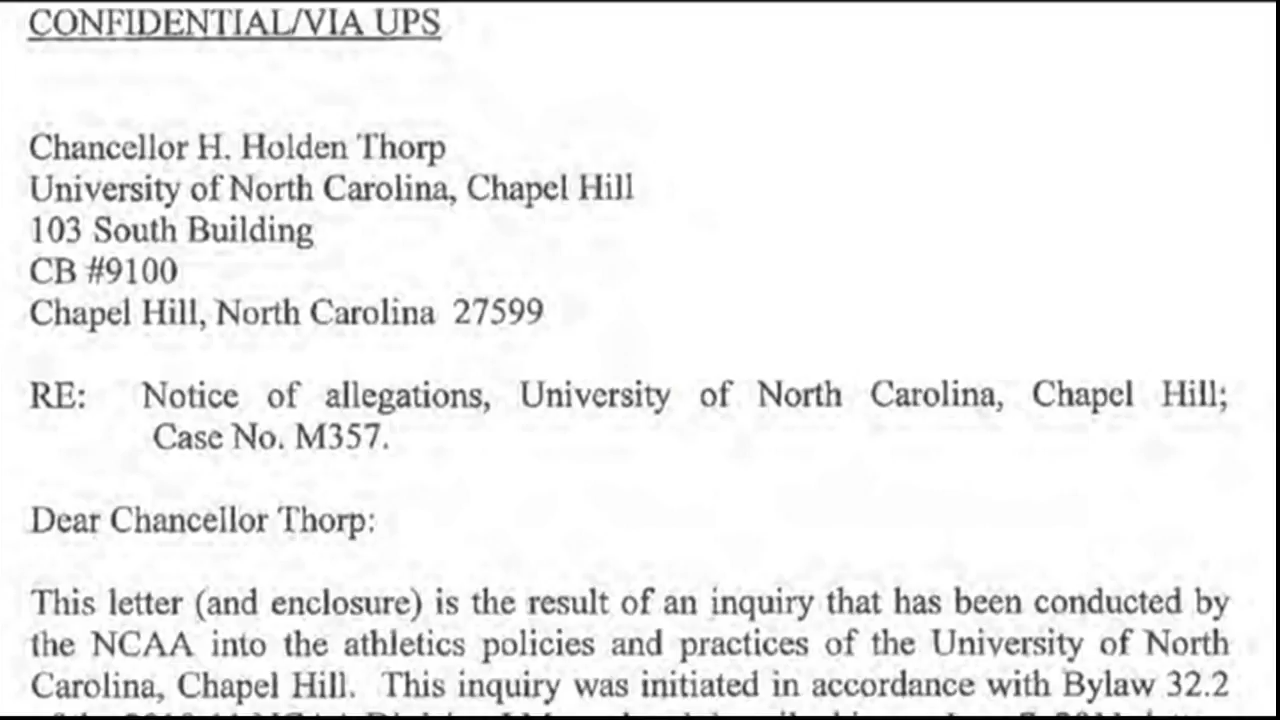 CONFIDENTIAL/VIA UPS
Chancellor H. Holden Thorp
University of North Carolina, Chapel Hill
103 South Building
CB #9100
Chapel Hill, North Carolina 27599
RE: Notice of allegations, University of North Carolina, Chapel Hill;
Case No. M357.
Dear Chancellor Thorp:
This letter (and enclosure) is the result of an inquiry that has been conducted by
the NCAA into the athletics policies and practices of the University of North
Carolina, Chapel Hill. This inquiry was initiated in accordance with Bylaw 32.2